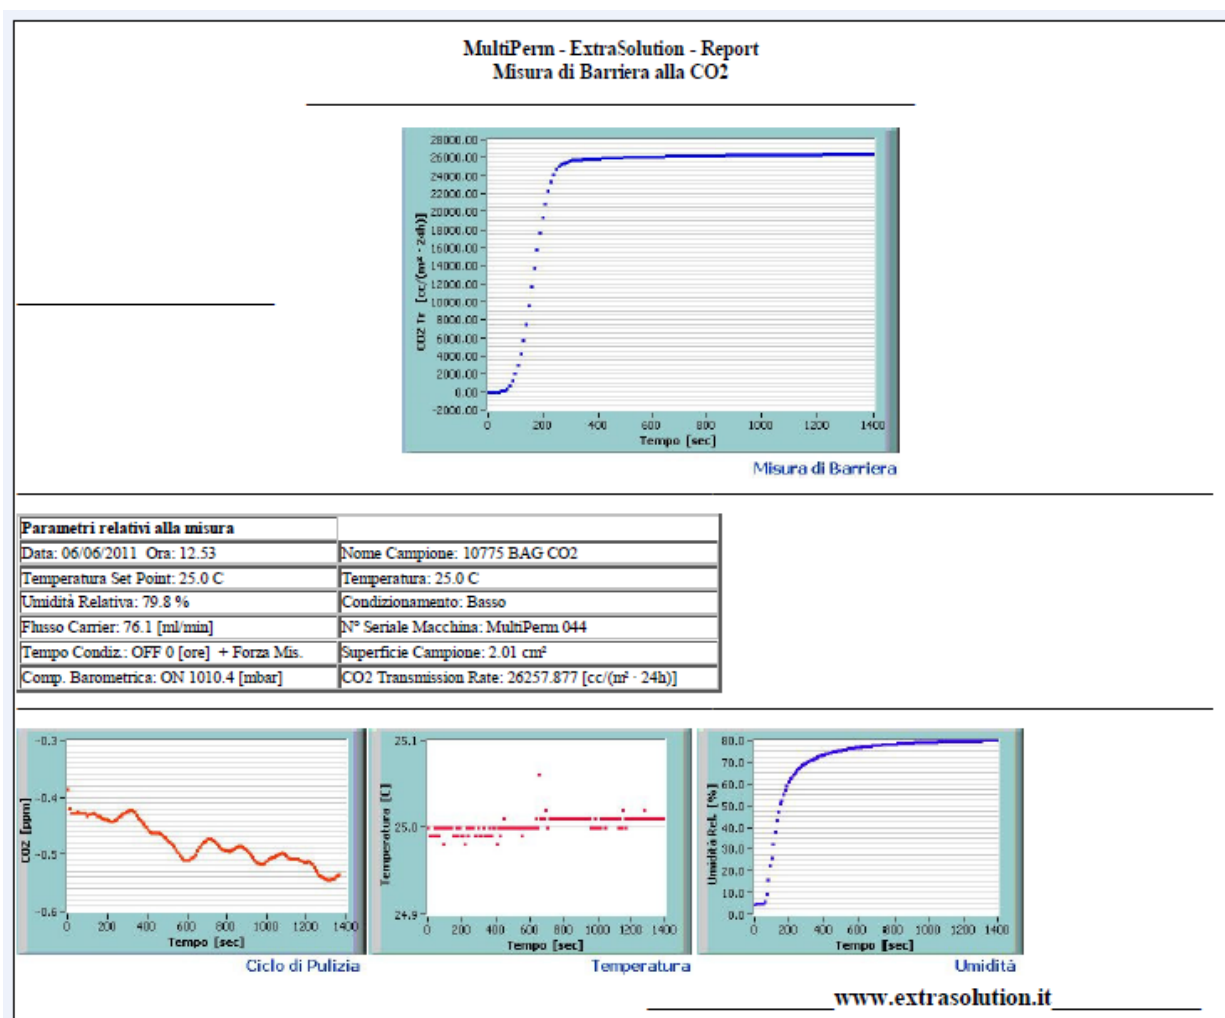 MultiPerm - ExtraSolution - Report
Misura di Barriera alla CO2
28000.00
26000.00
24000.00
22000.00
20000.00
18000.00
16000.00
14000.00
12000.00
10000.00
8000.00
6000.00
4000.00
2000.00
0.00
-2000.00
CO2 Tr [cc/(m² · 24h)]
0 200 400 600 800 1000 1200 1400
Tempo [sec]
Misura di Barriera
Parametri relativi alla misura
Data: 06/06/2011 Ora: 12.53 Nome Campione: 10775 BAG CO2
Temperatura Set Point: 25.0 C Temperatura: 25.0 C
Umidità Relativa: 79.8 % Condizionamento: Basso
Flusso Carrier: 76.1 [ml/min] N° Seriale Macchina: MultiPerm 044
Tempo Condiz.: OFF 0 [ore] + Forza Mis. Superficie Campione: 2.01 cm²
Comp. Barometrica: ON 1010.4 [mbar] CO2 Transmission Rate: 26257.877 [cc/(m² · 24h)]
-0.3
-0.4
-0.5
-0.6
CO2 [ppm]
0 200 400 600 800 1000 1200 1400
Tempo [sec]
Ciclo di Pulizia
25.1
25.0
24.9
Temperatura [C]
0 200 400 600 800 1000 1200 1400
Tempo [sec]
Temperatura
80.0
70.0
60.0
50.0
40.0
30.0
20.0
10.0
0.0
Umidità Rel. [%]
0 200 400 600 800 1000 1200 1400
Tempo [sec]
Umidità
www.extrasolution.it